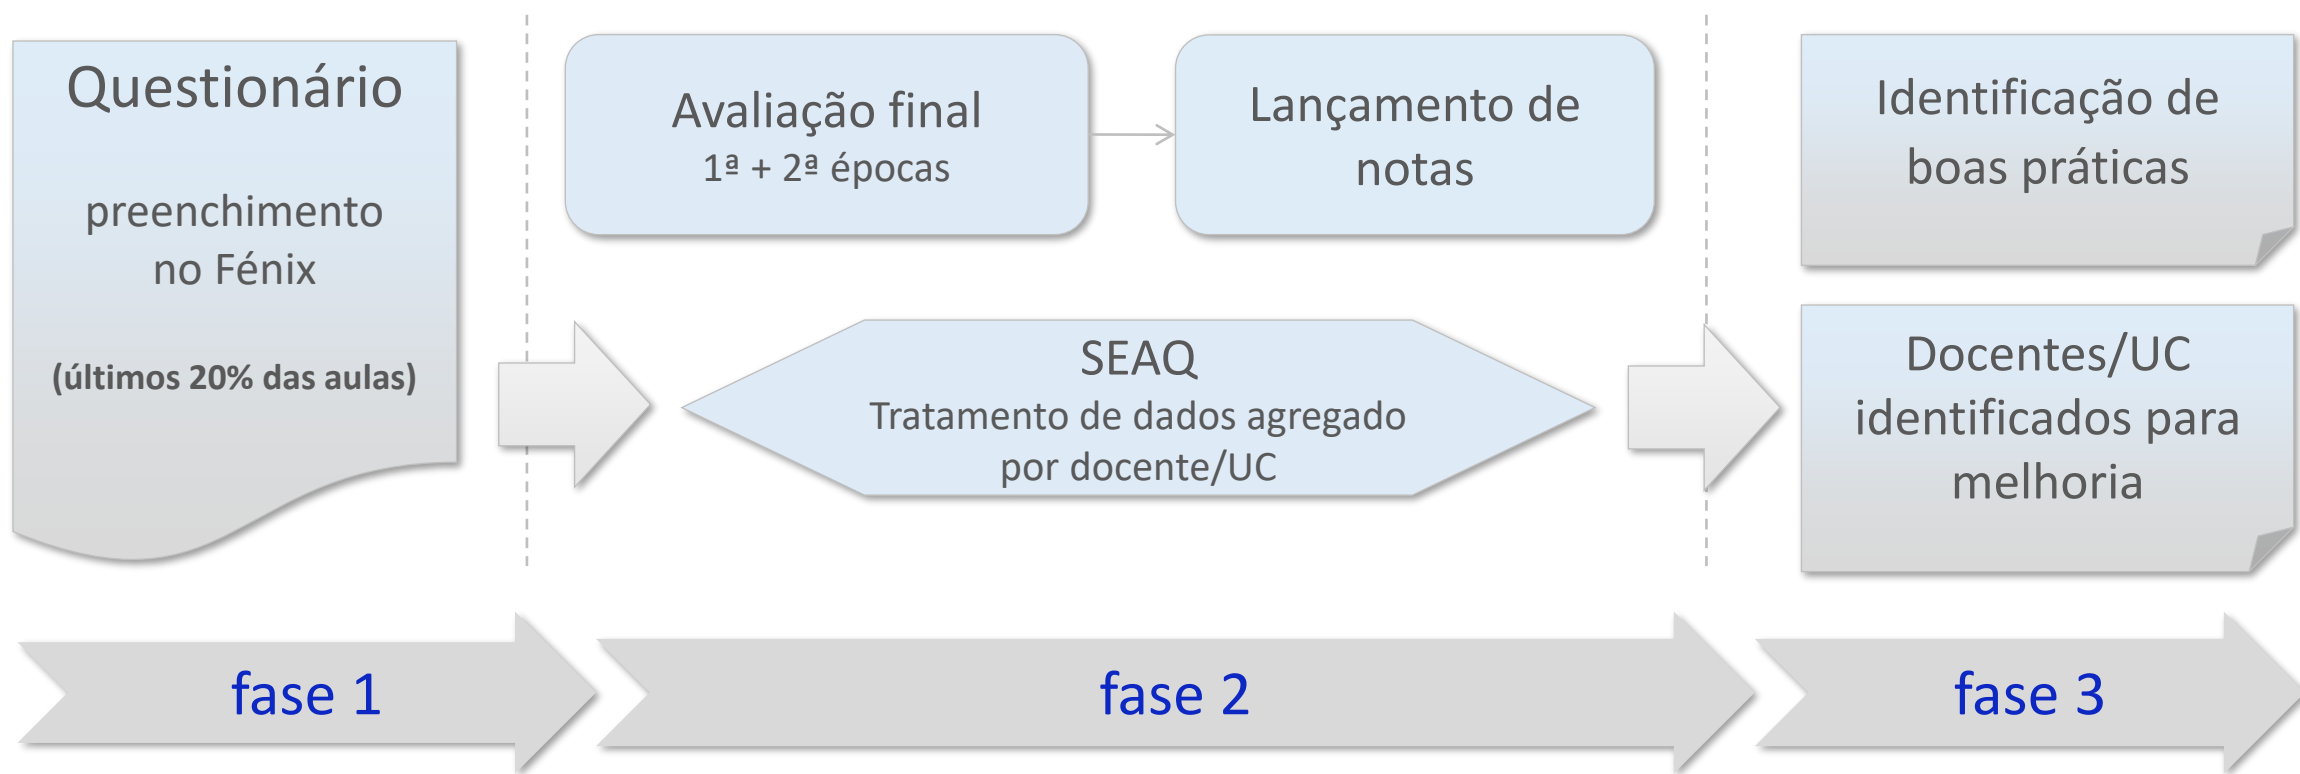 Questionário
preenchimento
no Fénix
(últimos 20% das aulas)
Avaliação final
1ª + 2ª épocas
Lançamento de
notas
SEAQ
Tratamento de dados agregado
por docente/UC
Identificação de
boas práticas
Docentes/UC
identificados para
melhoria
fase 1
fase 2
fase 3